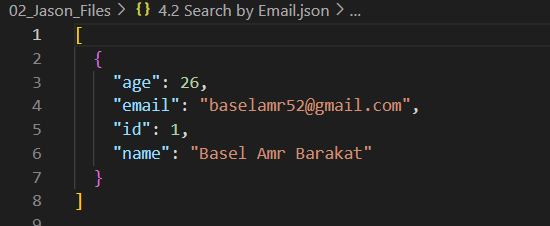 02_Jason_Files > {} 4.2 Search by Email.json > ...
1 [
2 {
3 "age": 26,
4 "email": "baselamr52@gmail.com",
5 "id": 1,
6 "name": "Basel Amr Barakat"
7 }
8 ]
9